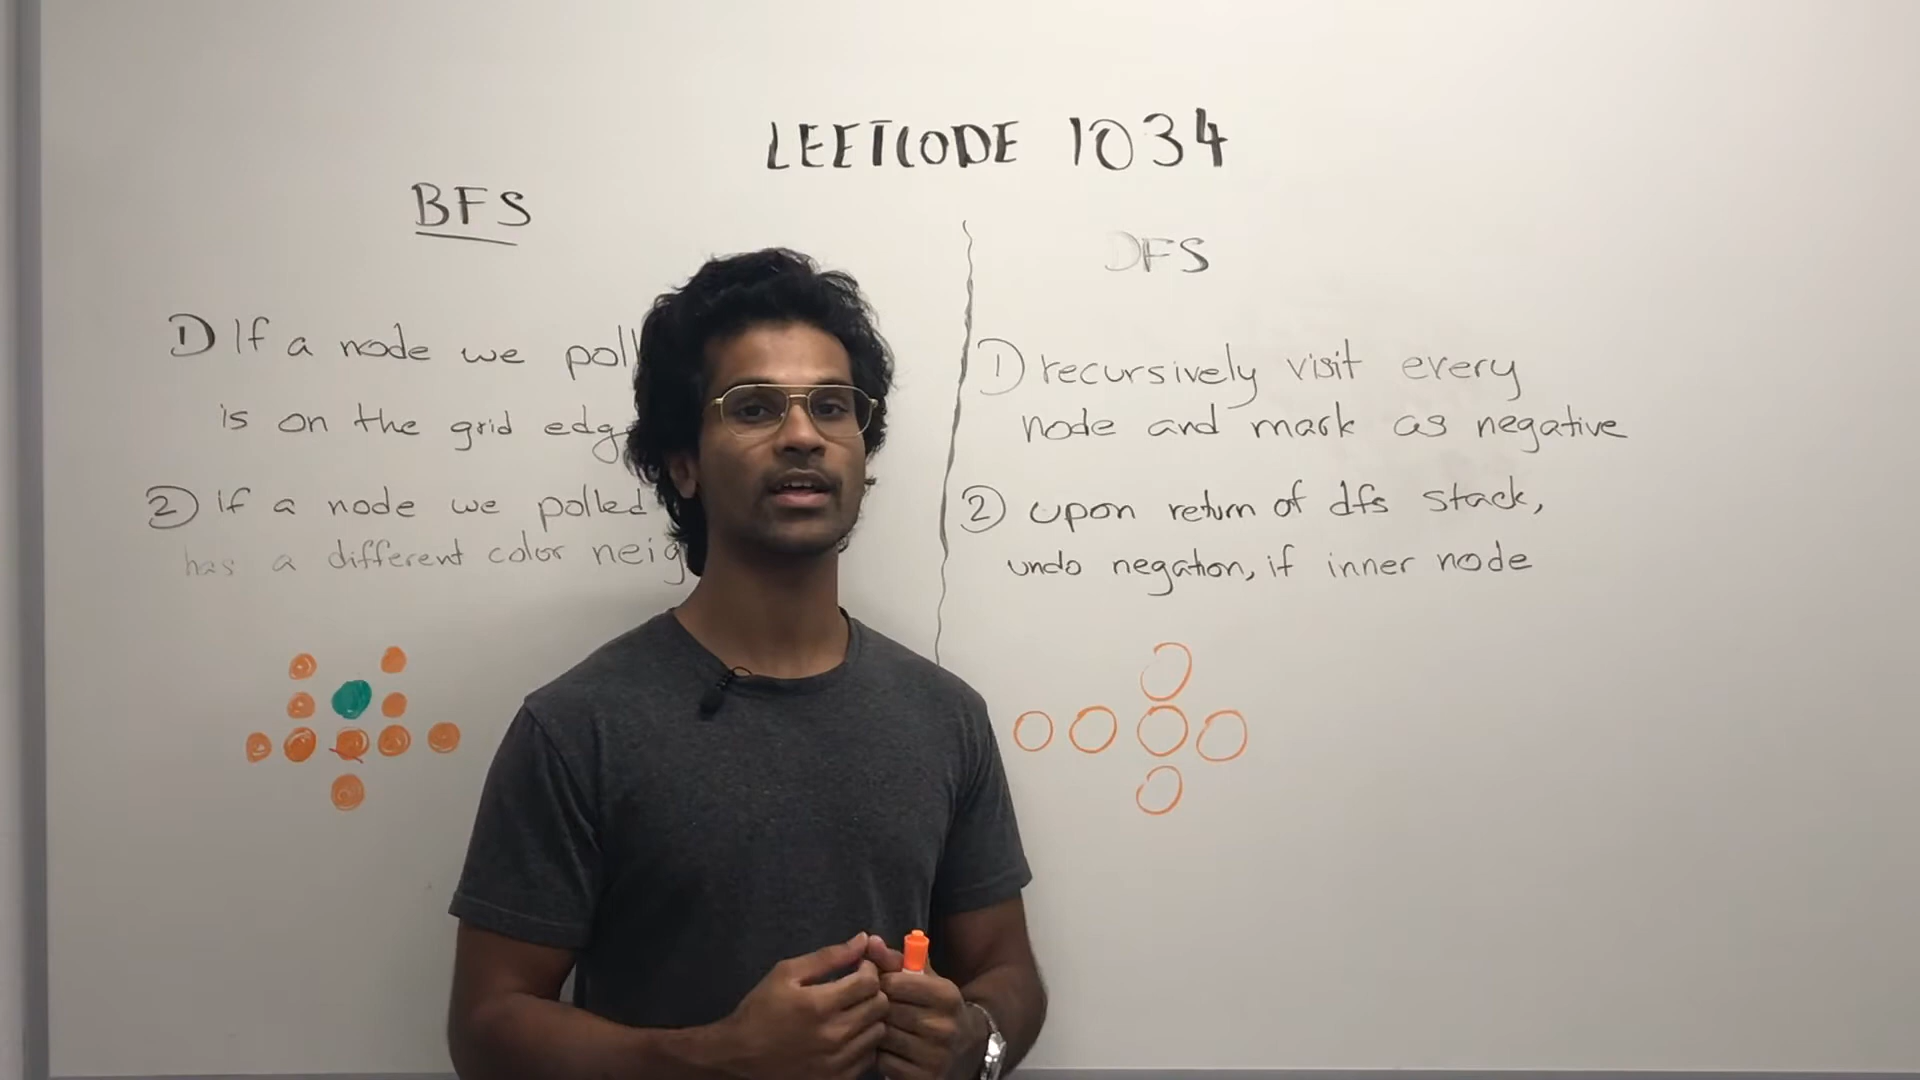 LEETCODE 1034
BFS
1) If a node we poll
is on the grid edg
2) if a node we polled
has a different color neig
DFS
1) recursively visit every
node and mark as negative
2) upon return of dfs stack,
undo negation, if inner node